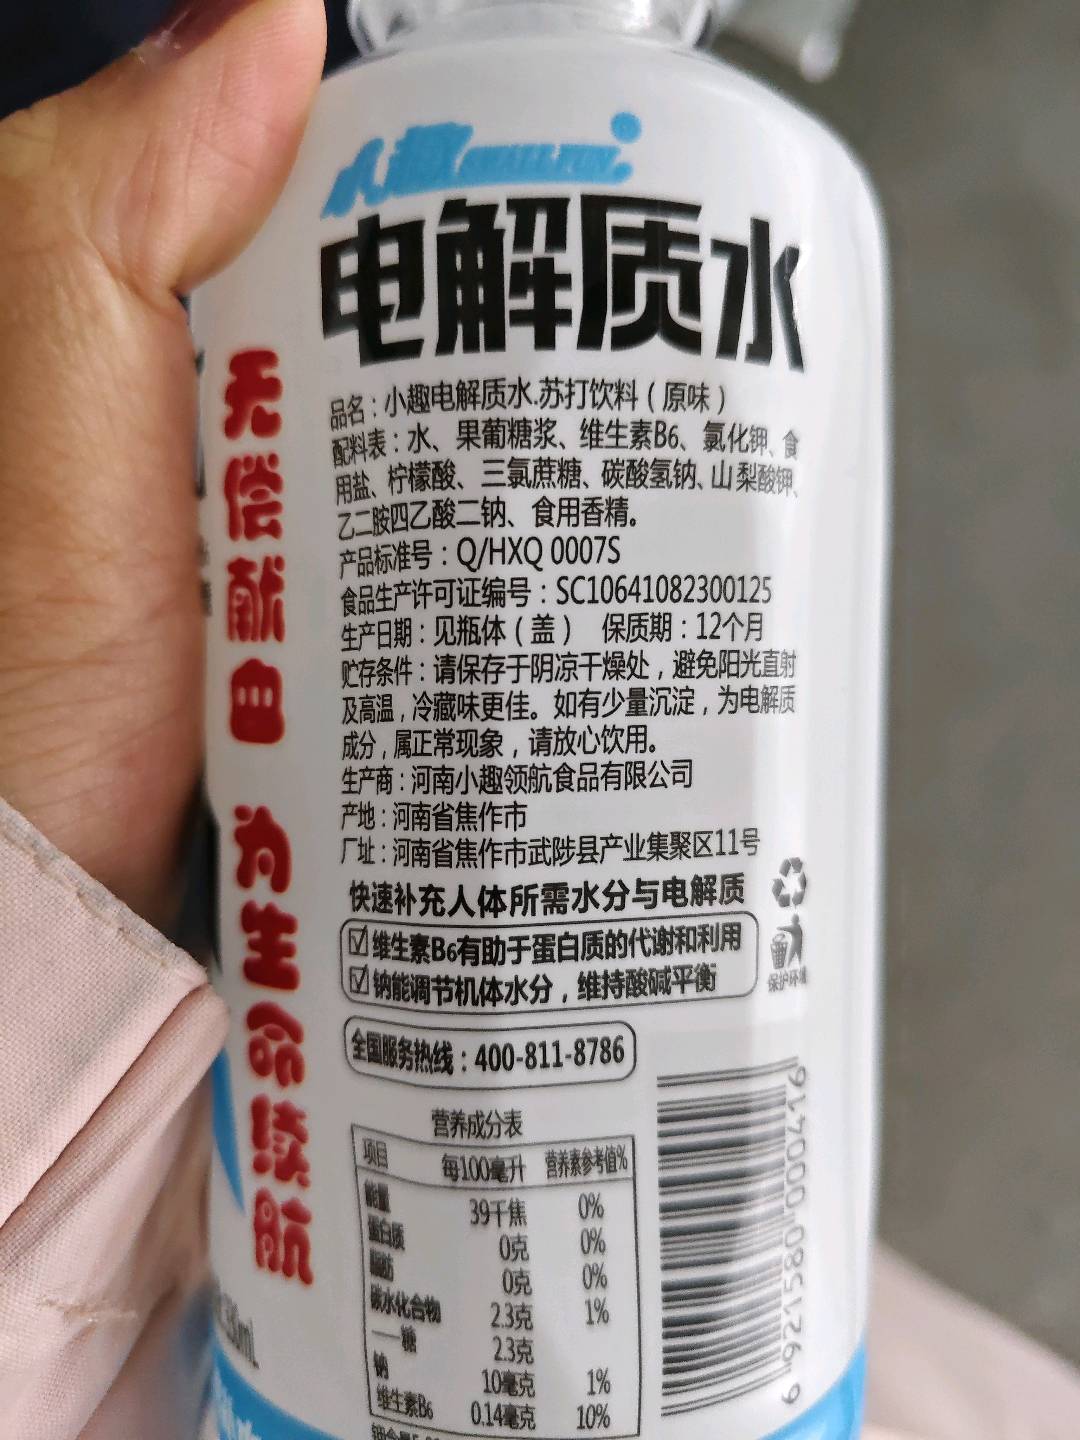 小趣 SMALL FUN
电解质水
无偿献血 为生命续航
品名：小趣电解质水.苏打饮料（原味）
配料表：水、果葡糖浆、维生素B6、氯化钾、食
用盐、柠檬酸、三氯蔗糖、碳酸氢钠、山梨酸钾、
乙二胺四乙酸二钠、食用香精。
产品标准号：Q/HXQ 0007S
食品生产许可证编号：SC10641082300125
生产日期：见瓶体（盖） 保质期：12个月
贮存条件：请保存于阴凉干燥处，避免阳光直射
及高温，冷藏味更佳。如有少量沉淀，为电解质
成分，属正常现象，请放心饮用。
生产商：河南小趣领航食品有限公司
产地：河南省焦作市
厂址：河南省焦作市武陟县产业集聚区11号
快速补充人体所需水分与电解质
☑维生素B6有助于蛋白质的代谢和利用
☑钠能调节机体水分，维持酸碱平衡
保护环境
全国服务热线：400-811-8786
营养成分表
项目 每100毫升 营养素参考值%
能量 39千焦 0%
蛋白质 0克 0%
脂肪 0克 0%
碳水化合物 2.3克 1%
——糖 2.3克
钠 10毫克 1%
维生素B6 0.14毫克 10%
6921580900416